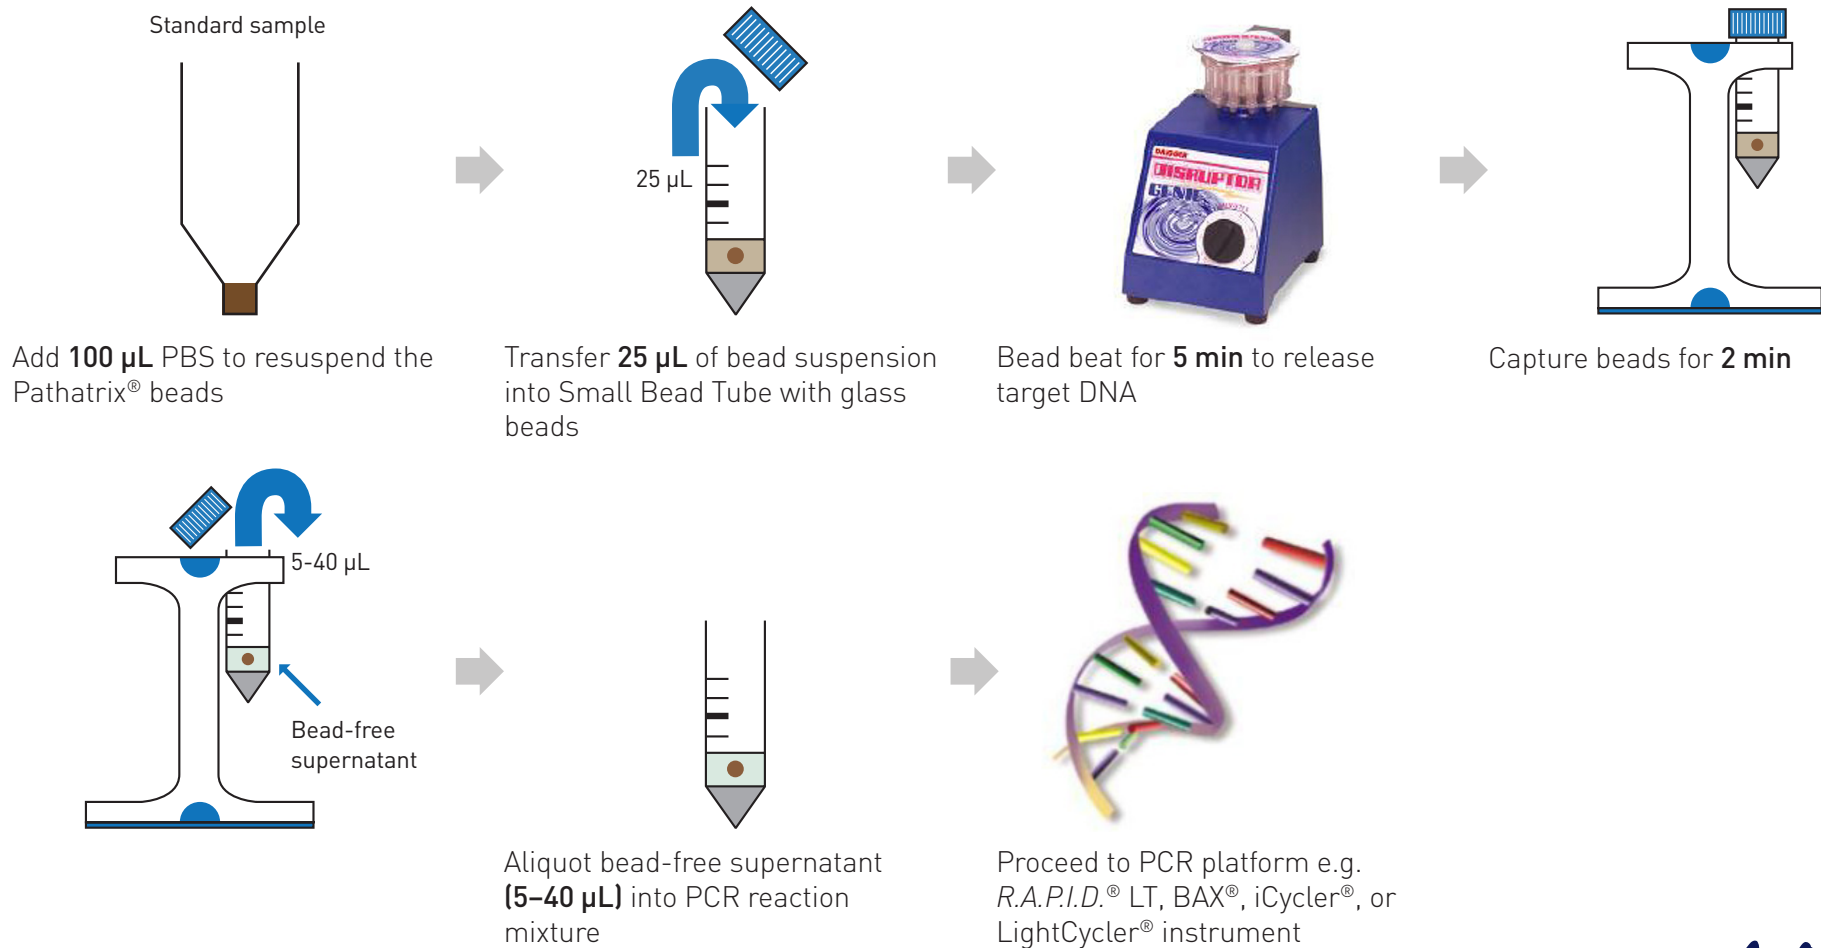 Standard sample
25 µL
DISRUPTOR
GENIE
Add 100 µL PBS to resuspend the
Pathatrix® beads
Transfer 25 µL of bead suspension
into Small Bead Tube with glass
beads
Bead beat for 5 min to release
target DNA
Capture beads for 2 min
5-40 µL
Bead-free
supernatant
Aliquot bead-free supernatant
(5–40 µL) into PCR reaction
mixture
Proceed to PCR platform e.g.
R.A.P.I.D.® LT, BAX®, iCycler®, or
LightCycler® instrument